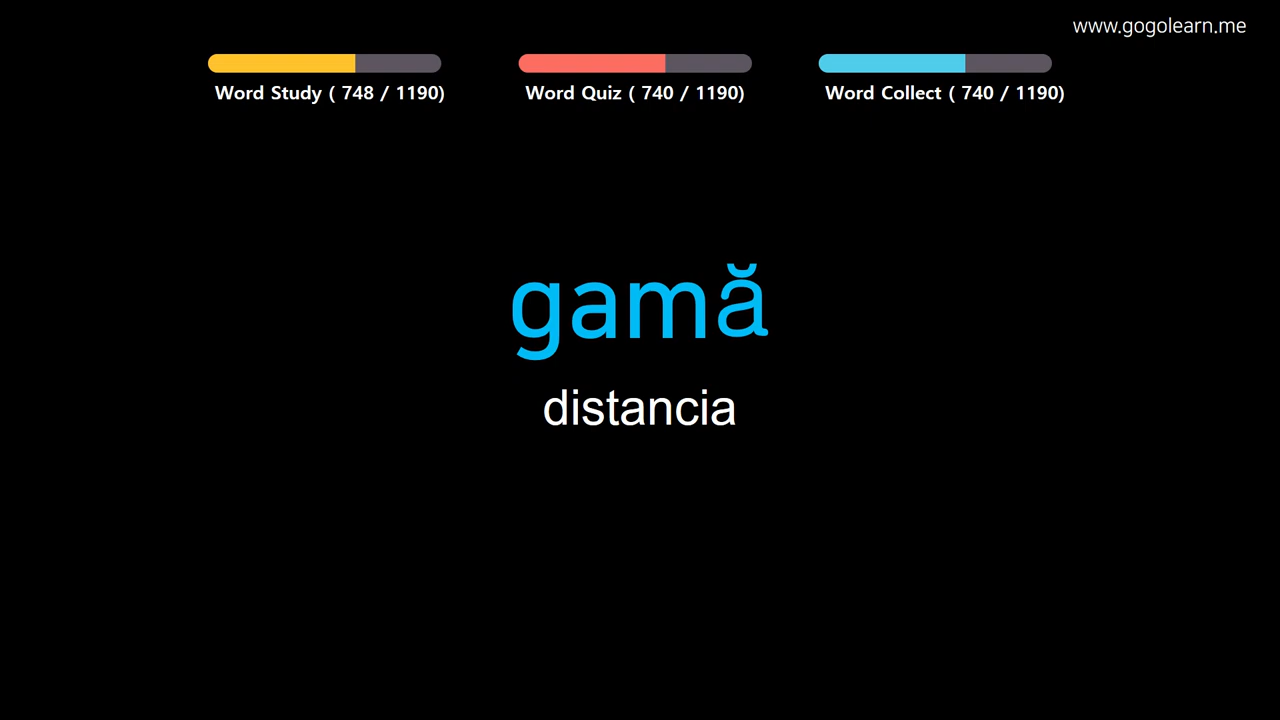 www.gogolearn.me
Word Study ( 748 / 1190)
Word Quiz ( 740 / 1190)
Word Collect ( 740 / 1190)
gamă
distancia